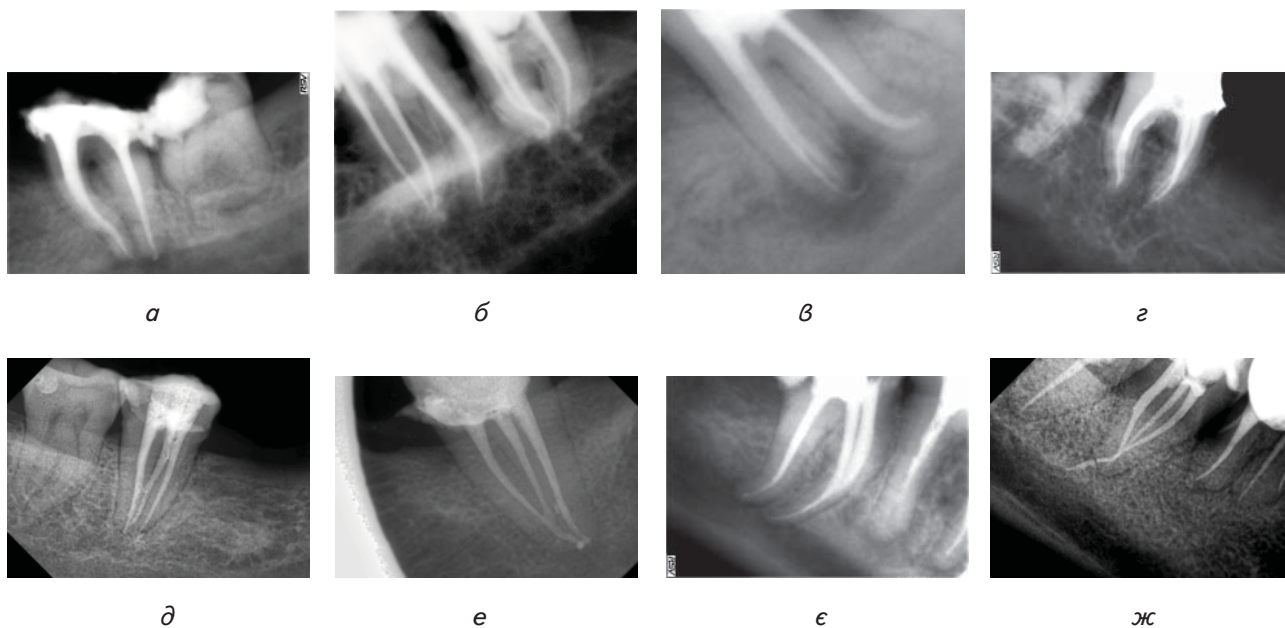 а б в г
д е є ж